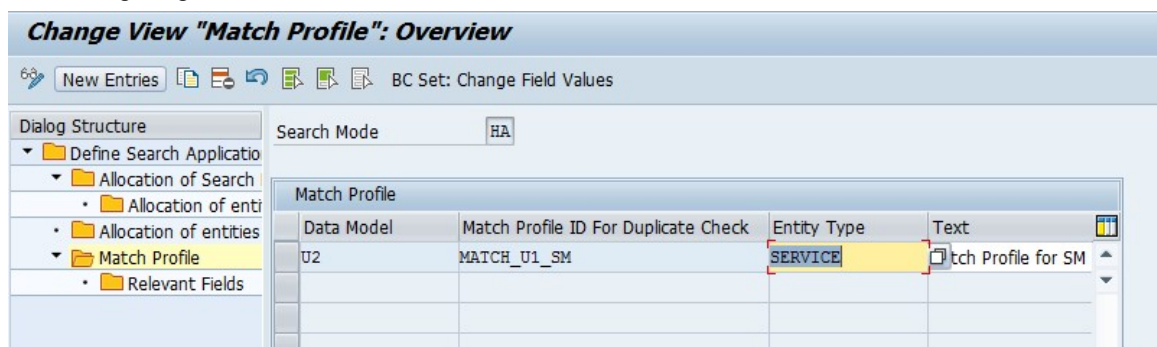 Change View "Match Profile": Overview
New Entries BC Set: Change Field Values
Dialog Structure
Define Search Applicatio
Allocation of Search
Allocation of enti
Allocation of entities
Match Profile
Relevant Fields
Search Mode HA
Match Profile
Data Model Match Profile ID For Duplicate Check Entity Type Text
U2 MATCH_U1_SM SERVICE tch Profile for SM